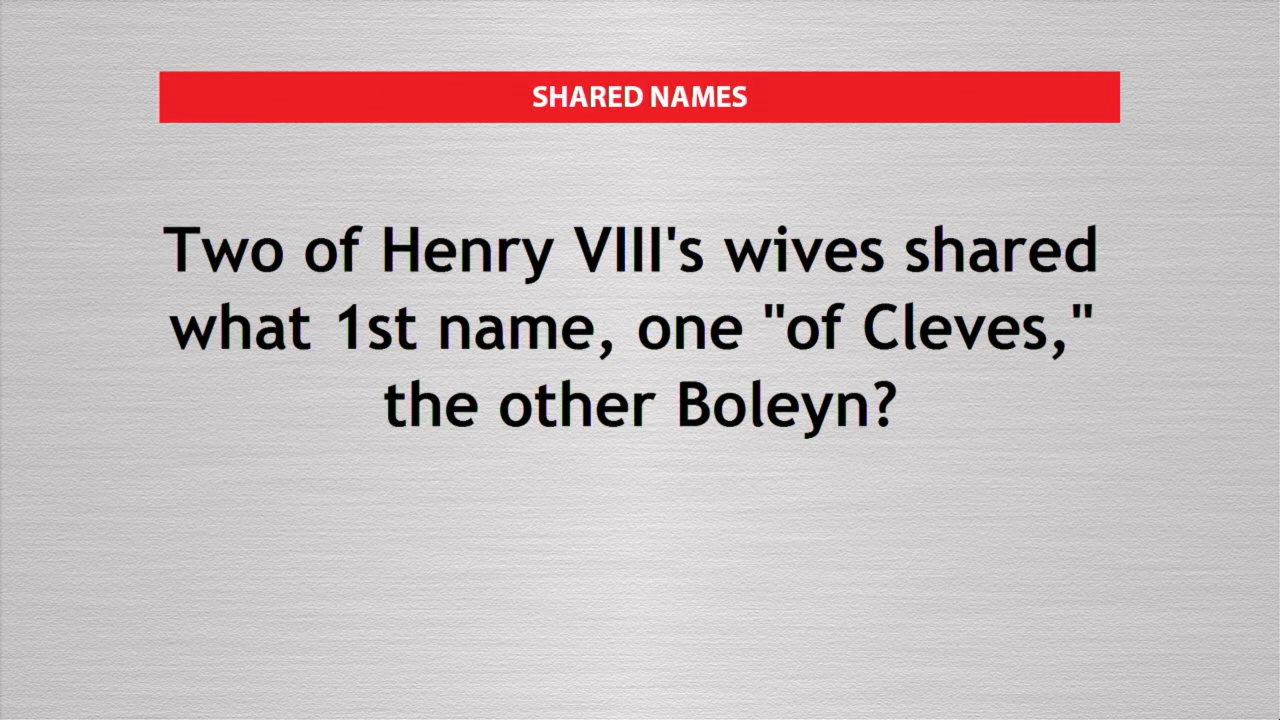 SHARED NAMES
Two of Henry VIII's wives shared
what 1st name, one "of Cleves,"
the other Boleyn?